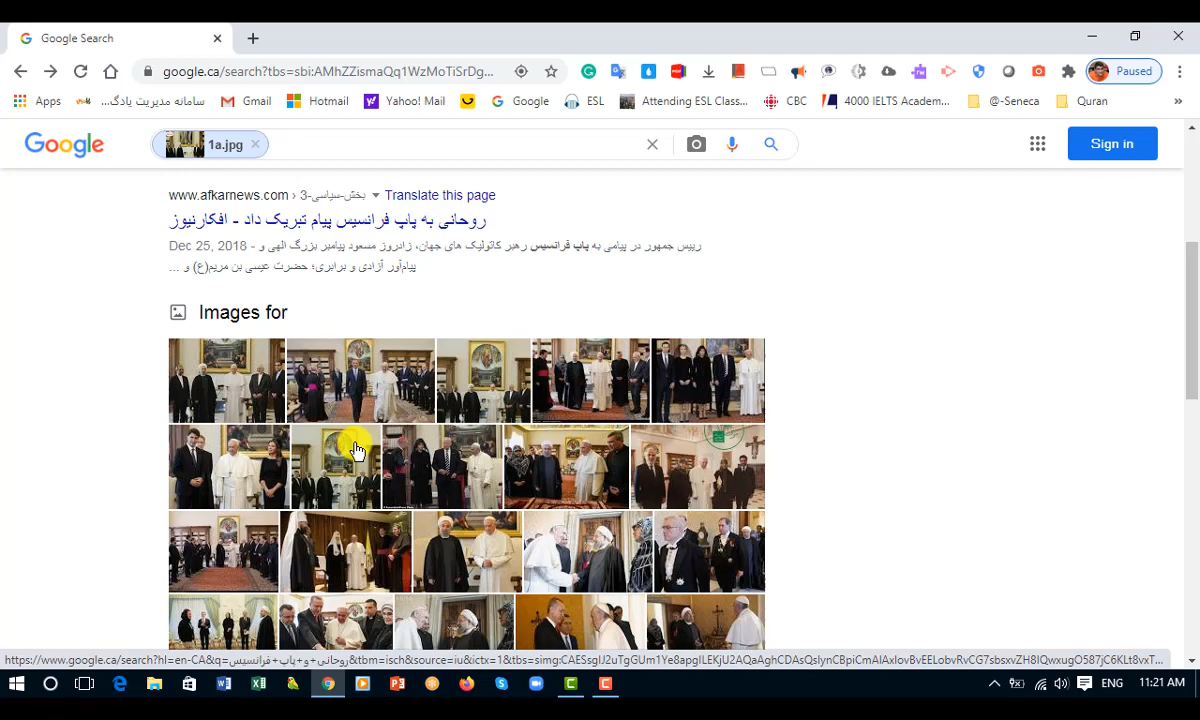 Google Search
google.ca/search?tbs=sbi:AMhZZismaQq1WzMoTiSrDg...
Paused
Apps
سامانه مدیریت یادگ...
Gmail
Hotmail
Yahoo! Mail
Google
ESL
Attending ESL Class...
CBC
4000 IELTS Academ...
@-Seneca
Quran
»
Google
1a.jpg
Sign in
www.afkarnews.com › بخش-سیاسی-3 Translate this page
روحانی به پاپ فرانسیس پیام تبریک داد - افکارنیوز
Dec 25, 2018 - رییس جمهور در پیامی به پاپ فرانسیس رهبر کاتولیک های جهان، زادروز مسعود پیامبر بزرگ الهی و
پیام‌آور آزادی و برابری؛ حضرت عیسی بن مریم(ع) و ...
Images for
ENG
11:21 AM